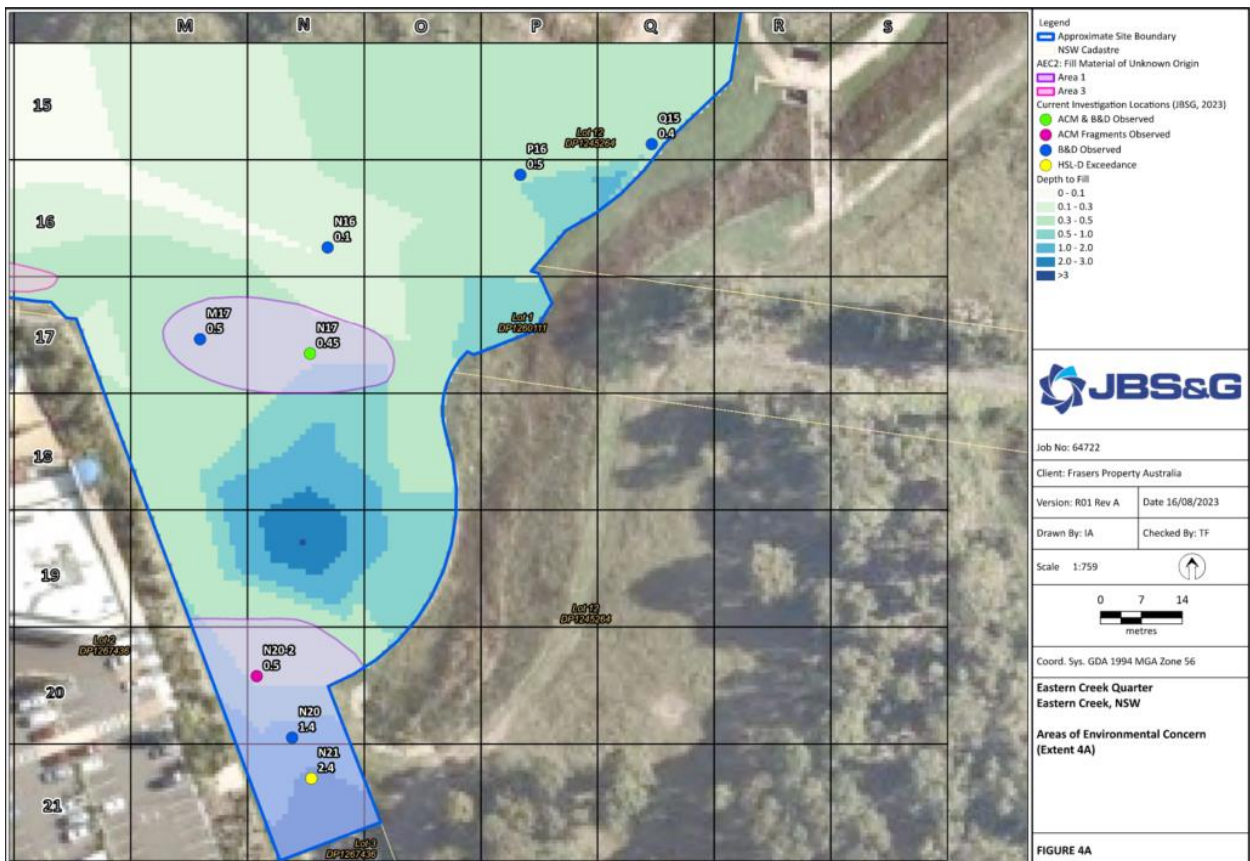 M N O P Q R S
15
16
17
18
19
20
21
Q15
0.4
Lot 12
DP1245264
P16
0.5
N16
0.1
M17
0.5
N17
0.45
Lot 1
DP1260111
Lot 12
DP1245264
Lot 2
DP1267436
N20-2
0.5
N20
1.4
N21
2.4
Lot 3
DP1267436
Legend
Approximate Site Boundary
NSW Cadastre
AEC2: Fill Material of Unknown Origin
Area 1
Area 3
Current Investigation Locations (JBSG, 2023)
ACM & B&D Observed
ACM Fragments Observed
B&D Observed
HSL-D Exceedance
Depth to Fill
0 - 0.1
0.1 - 0.3
0.3 - 0.5
0.5 - 1.0
1.0 - 2.0
2.0 - 3.0
>3
JBS&G
Job No: 64722
Client: Frasers Property Australia
Version: R01 Rev A Date 16/08/2023
Drawn By: IA Checked By: TF
Scale 1:759
0 7 14
metres
Coord. Sys. GDA 1994 MGA Zone 56
Eastern Creek Quarter
Eastern Creek, NSW
Areas of Environmental Concern
(Extent 4A)
FIGURE 4A